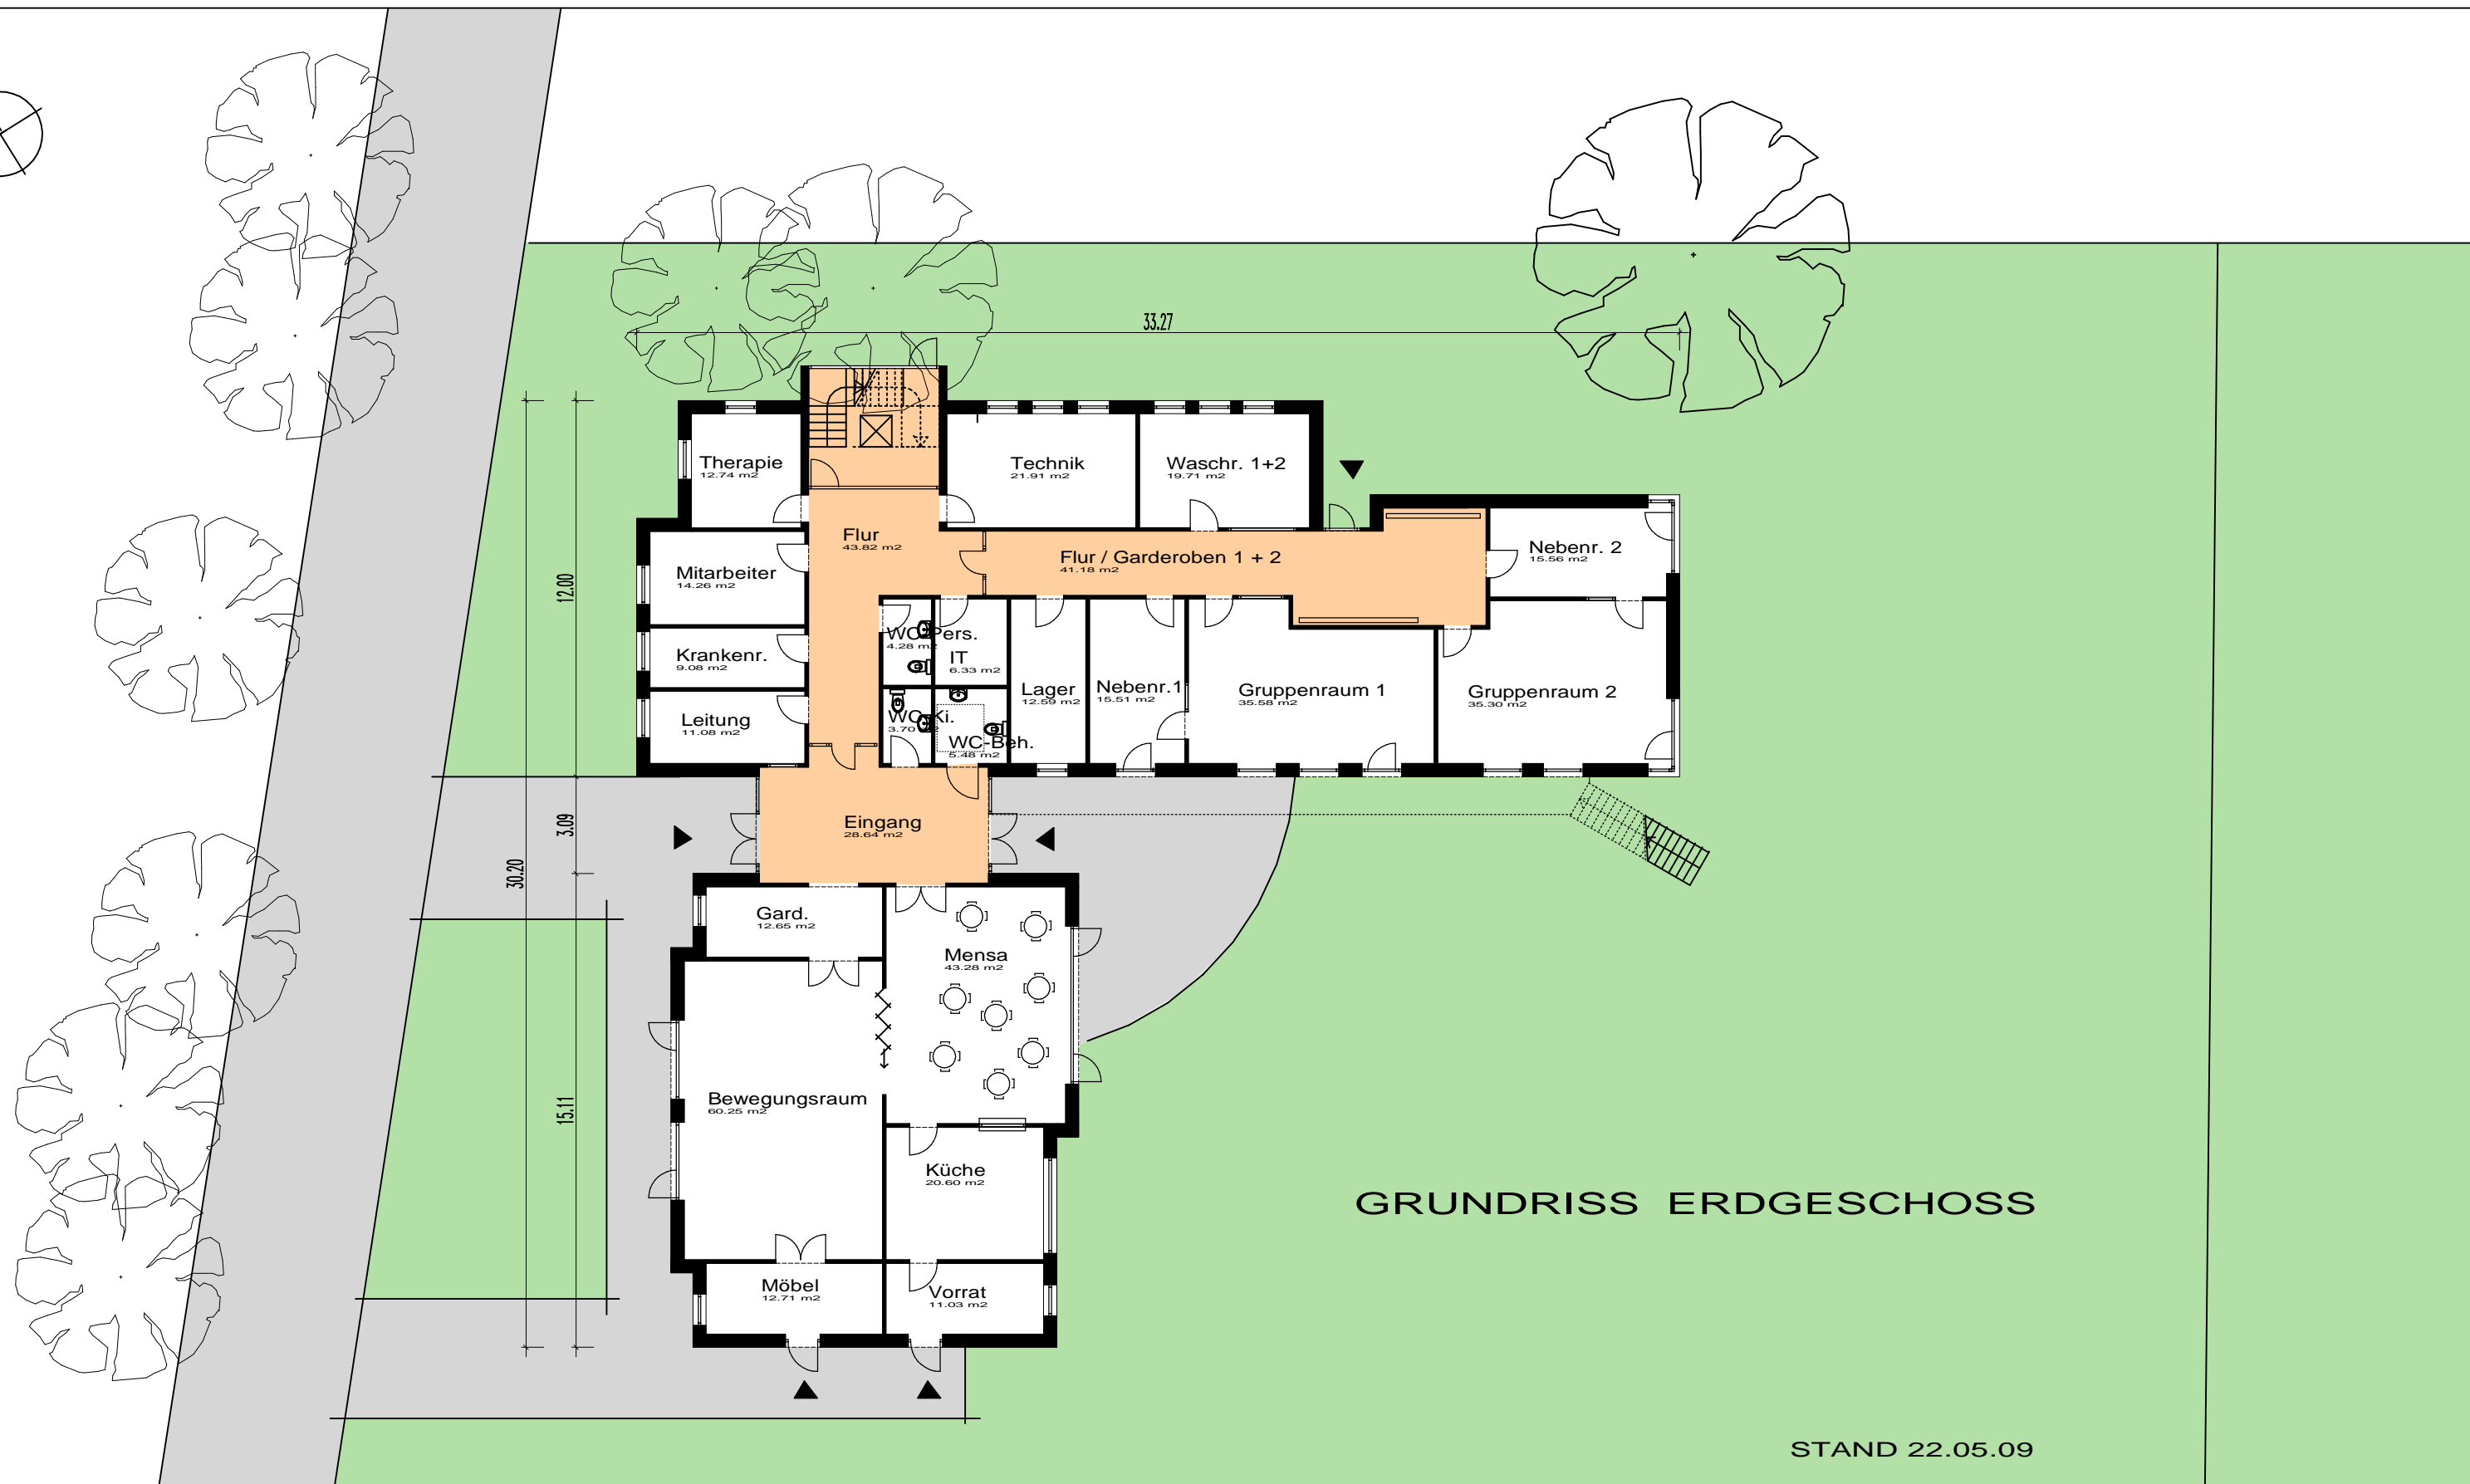 33.27
Therapie
12.74 m2
Technik
21.91 m2
Waschr. 1+2
19.71 m2
Flur
43.82 m2
Flur / Garderoben 1 + 2
41.18 m2
Nebenr. 2
15.56 m2
Mitarbeiter
14.26 m2
12.00
WC-Pers.
4.28 m2
IT
6.33 m2
Krankenr.
9.08 m2
Lager
12.59 m2
Nebenr.1
15.51 m2
Gruppenraum 1
35.58 m2
Gruppenraum 2
35.30 m2
Leitung
11.08 m2
WC-Ki.
3.70
WC-Beh.
5.48 m2
Eingang
28.64 m2
3.09
30.20
Gard.
12.65 m2
Mensa
43.28 m2
Bewegungsraum
60.25 m2
15.11
Küche
20.60 m2
GRUNDRISS ERDGESCHOSS
Möbel
12.71 m2
Vorrat
11.03 m2
STAND 22.05.09